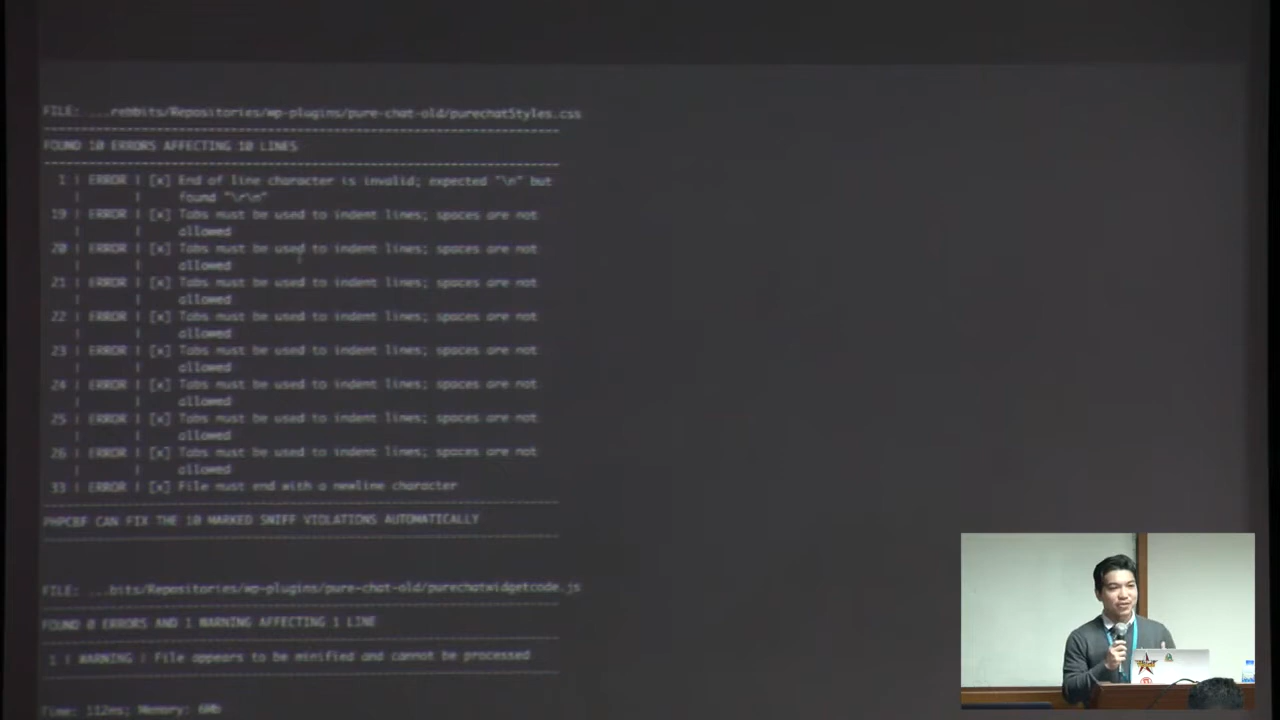 FILE: ...rebbits/Repositories/wp-plugins/pure-chat-old/purechatStyles.css
FOUND 10 ERRORS AFFECTING 10 LINES
1 | ERROR | [x] End of line character is invalid; expected "\n" but
| | found "\r\n"
19 | ERROR | [x] Tabs must be used to indent lines; spaces are not
| | allowed
20 | ERROR | [x] Tabs must be used to indent lines; spaces are not
| | allowed
21 | ERROR | [x] Tabs must be used to indent lines; spaces are not
| | allowed
22 | ERROR | [x] Tabs must be used to indent lines; spaces are not
| | allowed
23 | ERROR | [x] Tabs must be used to indent lines; spaces are not
| | allowed
24 | ERROR | [x] Tabs must be used to indent lines; spaces are not
| | allowed
25 | ERROR | [x] Tabs must be used to indent lines; spaces are not
| | allowed
26 | ERROR | [x] Tabs must be used to indent lines; spaces are not
| | allowed
33 | ERROR | [x] File must end with a newline character
PHPCBF CAN FIX THE 10 MARKED SNIFF VIOLATIONS AUTOMATICALLY
FILE: ...bits/Repositories/wp-plugins/pure-chat-old/purechatwidgetcode.js
FOUND 0 ERRORS AND 1 WARNING AFFECTING 1 LINE
1 | WARNING | File appears to be minified and cannot be processed
Time: 112ms; Memory: 6Mb